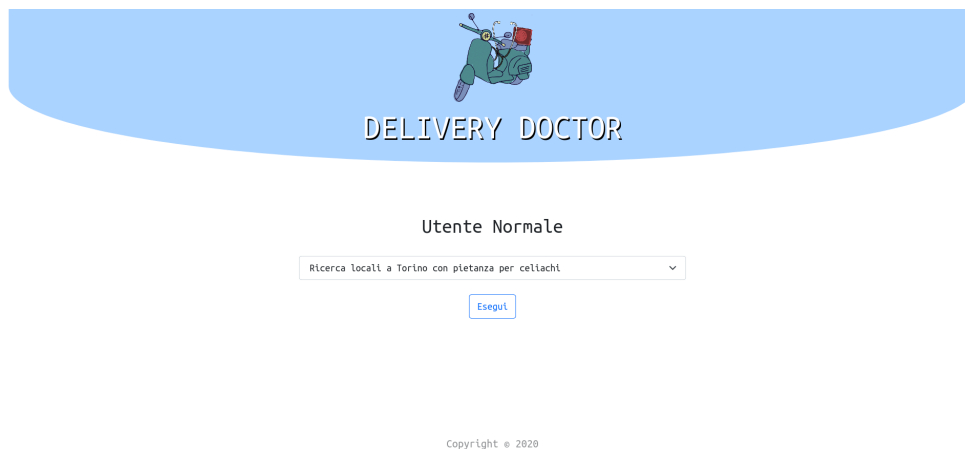 DELIVERY DOCTOR
Utente Normale
Ricerca locali a Torino con pietanza per celiachi
Esegui
Copyright © 2020